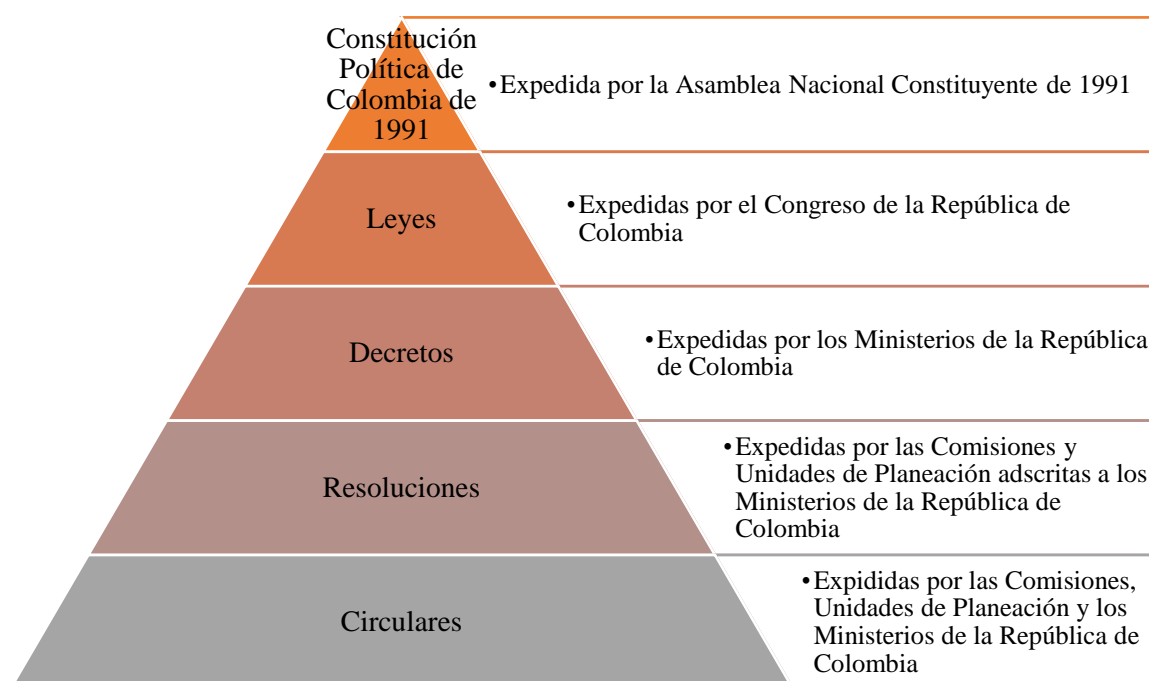 Constitución
Política de
Colombia de
1991
•Expedida por la Asamblea Nacional Constituyente de 1991
Leyes
•Expedidas por el Congreso de la República de
Colombia
Decretos
•Expedidas por los Ministerios de la República
de Colombia
Resoluciones
•Expedidas por las Comisiones y
Unidades de Planeación adscritas a los
Ministerios de la República de
Colombia
Circulares
•Expididas por las Comisiones,
Unidades de Planeación y los
Ministerios de la República de
Colombia